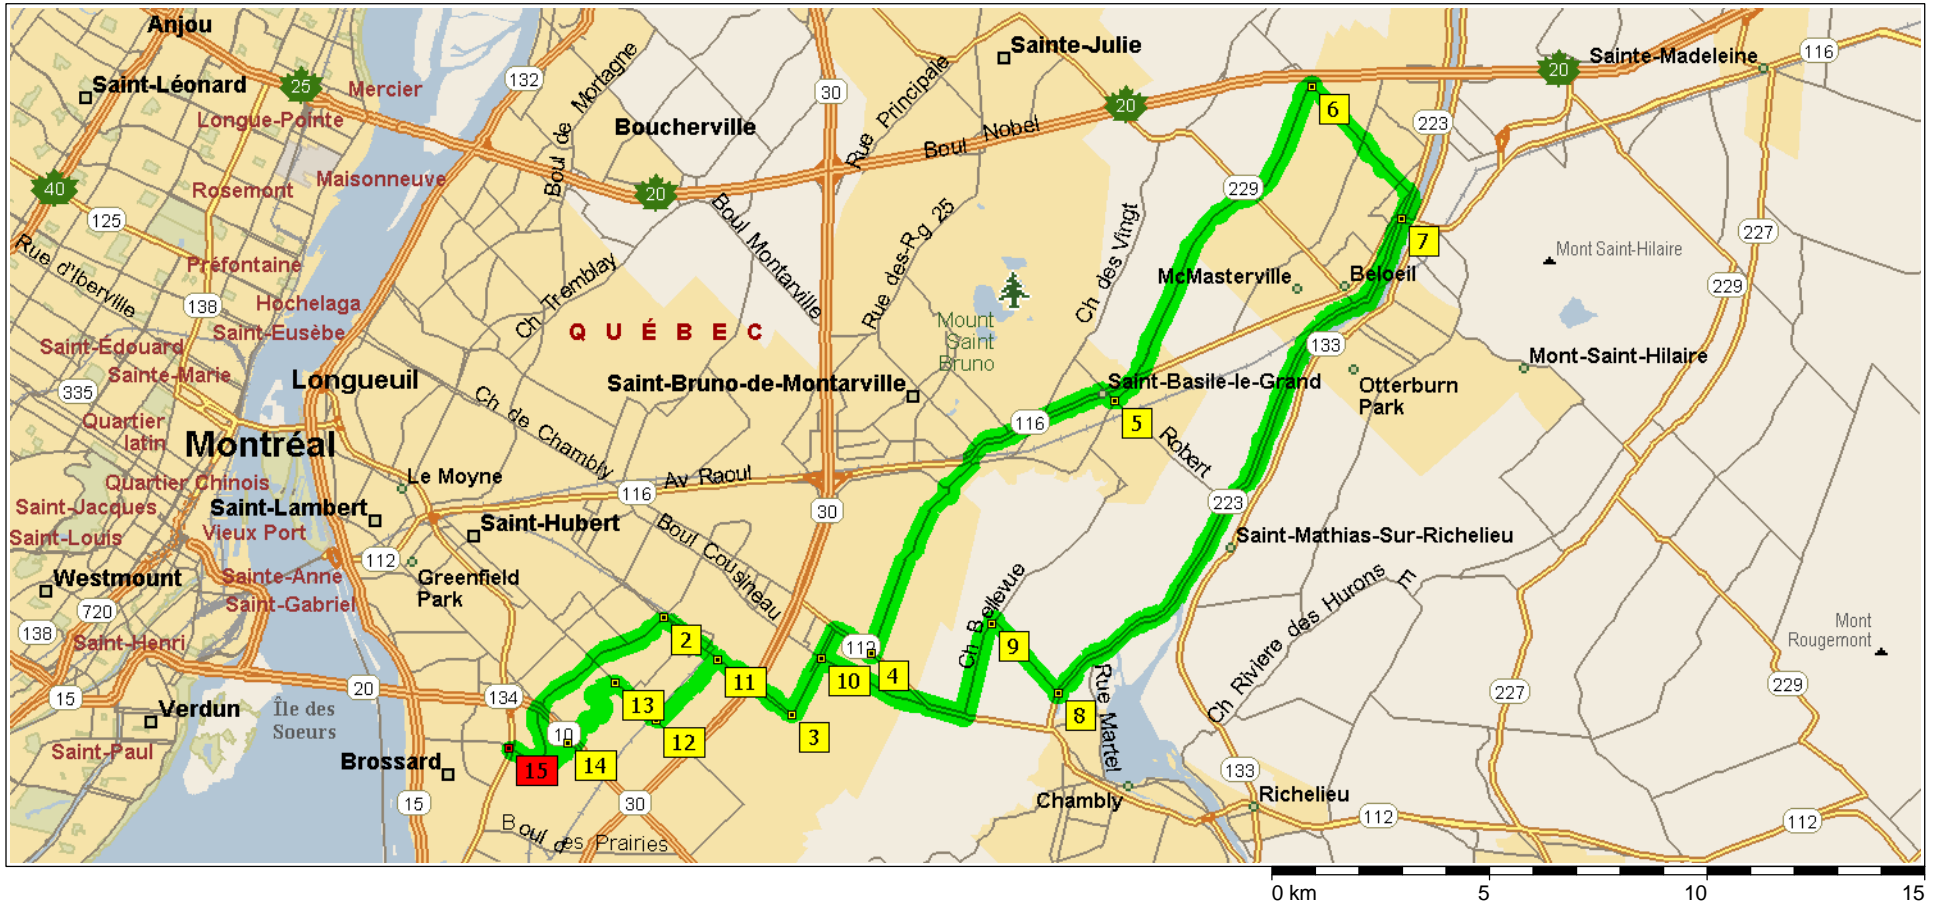 Anjou
Sainte-Julie
Sainte-Madeleine
116
20
132
Boul de Mortagne
30
Rue Principale
Saint-Léonard
25
Mercier
20
6
223
Longue-Pointe
Boucherville
Boul Nobel
Maisonneuve
Rosemont
40
20
229
125
Boul Montarville
Rue des-Rg 25
Ch des Vingt
7
227
Rue d'Iberville
Préfontaine
Ch Tremblay
Mont Saint-Hilaire
McMasterville
Beloeil
229
138
Hochelaga
Saint-Eusèbe
QUÉBEC
Mount
Saint
Bruno
133
Saint-Édouard
Sainte-Marie
Longueuil
Saint-Bruno-de-Montarville
Saint-Basile-le-Grand
Mont-Saint-Hilaire
335
Otterburn
Park
Quartier
latin
Ch de Chambly
116
5
Robert
Montréal
Le Moyne
Av Raoul
Quartier Chinois
116
Saint-Jacques
Saint-Lambert
30
223
Saint-Hubert
Boul Cousineau
Saint-Louis
Vieux Port
Saint-Mathias-Sur-Richelieu
112
Westmount
Sainte-Anne
Greenfield
Park
Ch Bellevue
Ch Riviere des Hurons E
720
Saint-Gabriel
138
Saint-Henri
2
112
9
Mont
Rougemont
11
10
4
15
20
134
13
8
Rue Martel
227
229
Verdun
Île des
Soeurs
10
12
3
Saint-Paul
Brossard
15
14
133
15
30
Chambly
Richelieu
112
112
Boul des Prairies
0 km
5
10
15